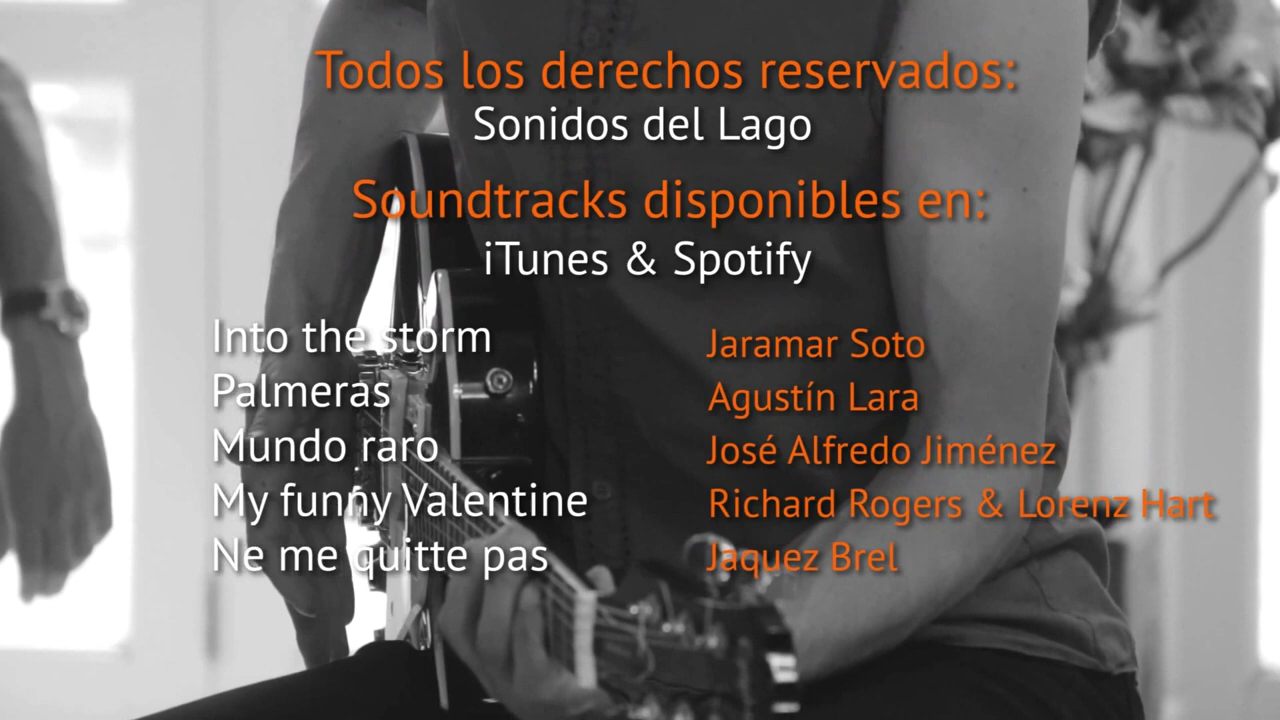 Todos los derechos reservados:
Sonidos del Lago
Soundtracks disponibles en:
iTunes & Spotify
Into the storm Jaramar Soto
Palmeras Agustín Lara
Mundo raro José Alfredo Jiménez
My funny Valentine Richard Rogers & Lorenz Hart
Ne me quitte pas Jaquez Brel